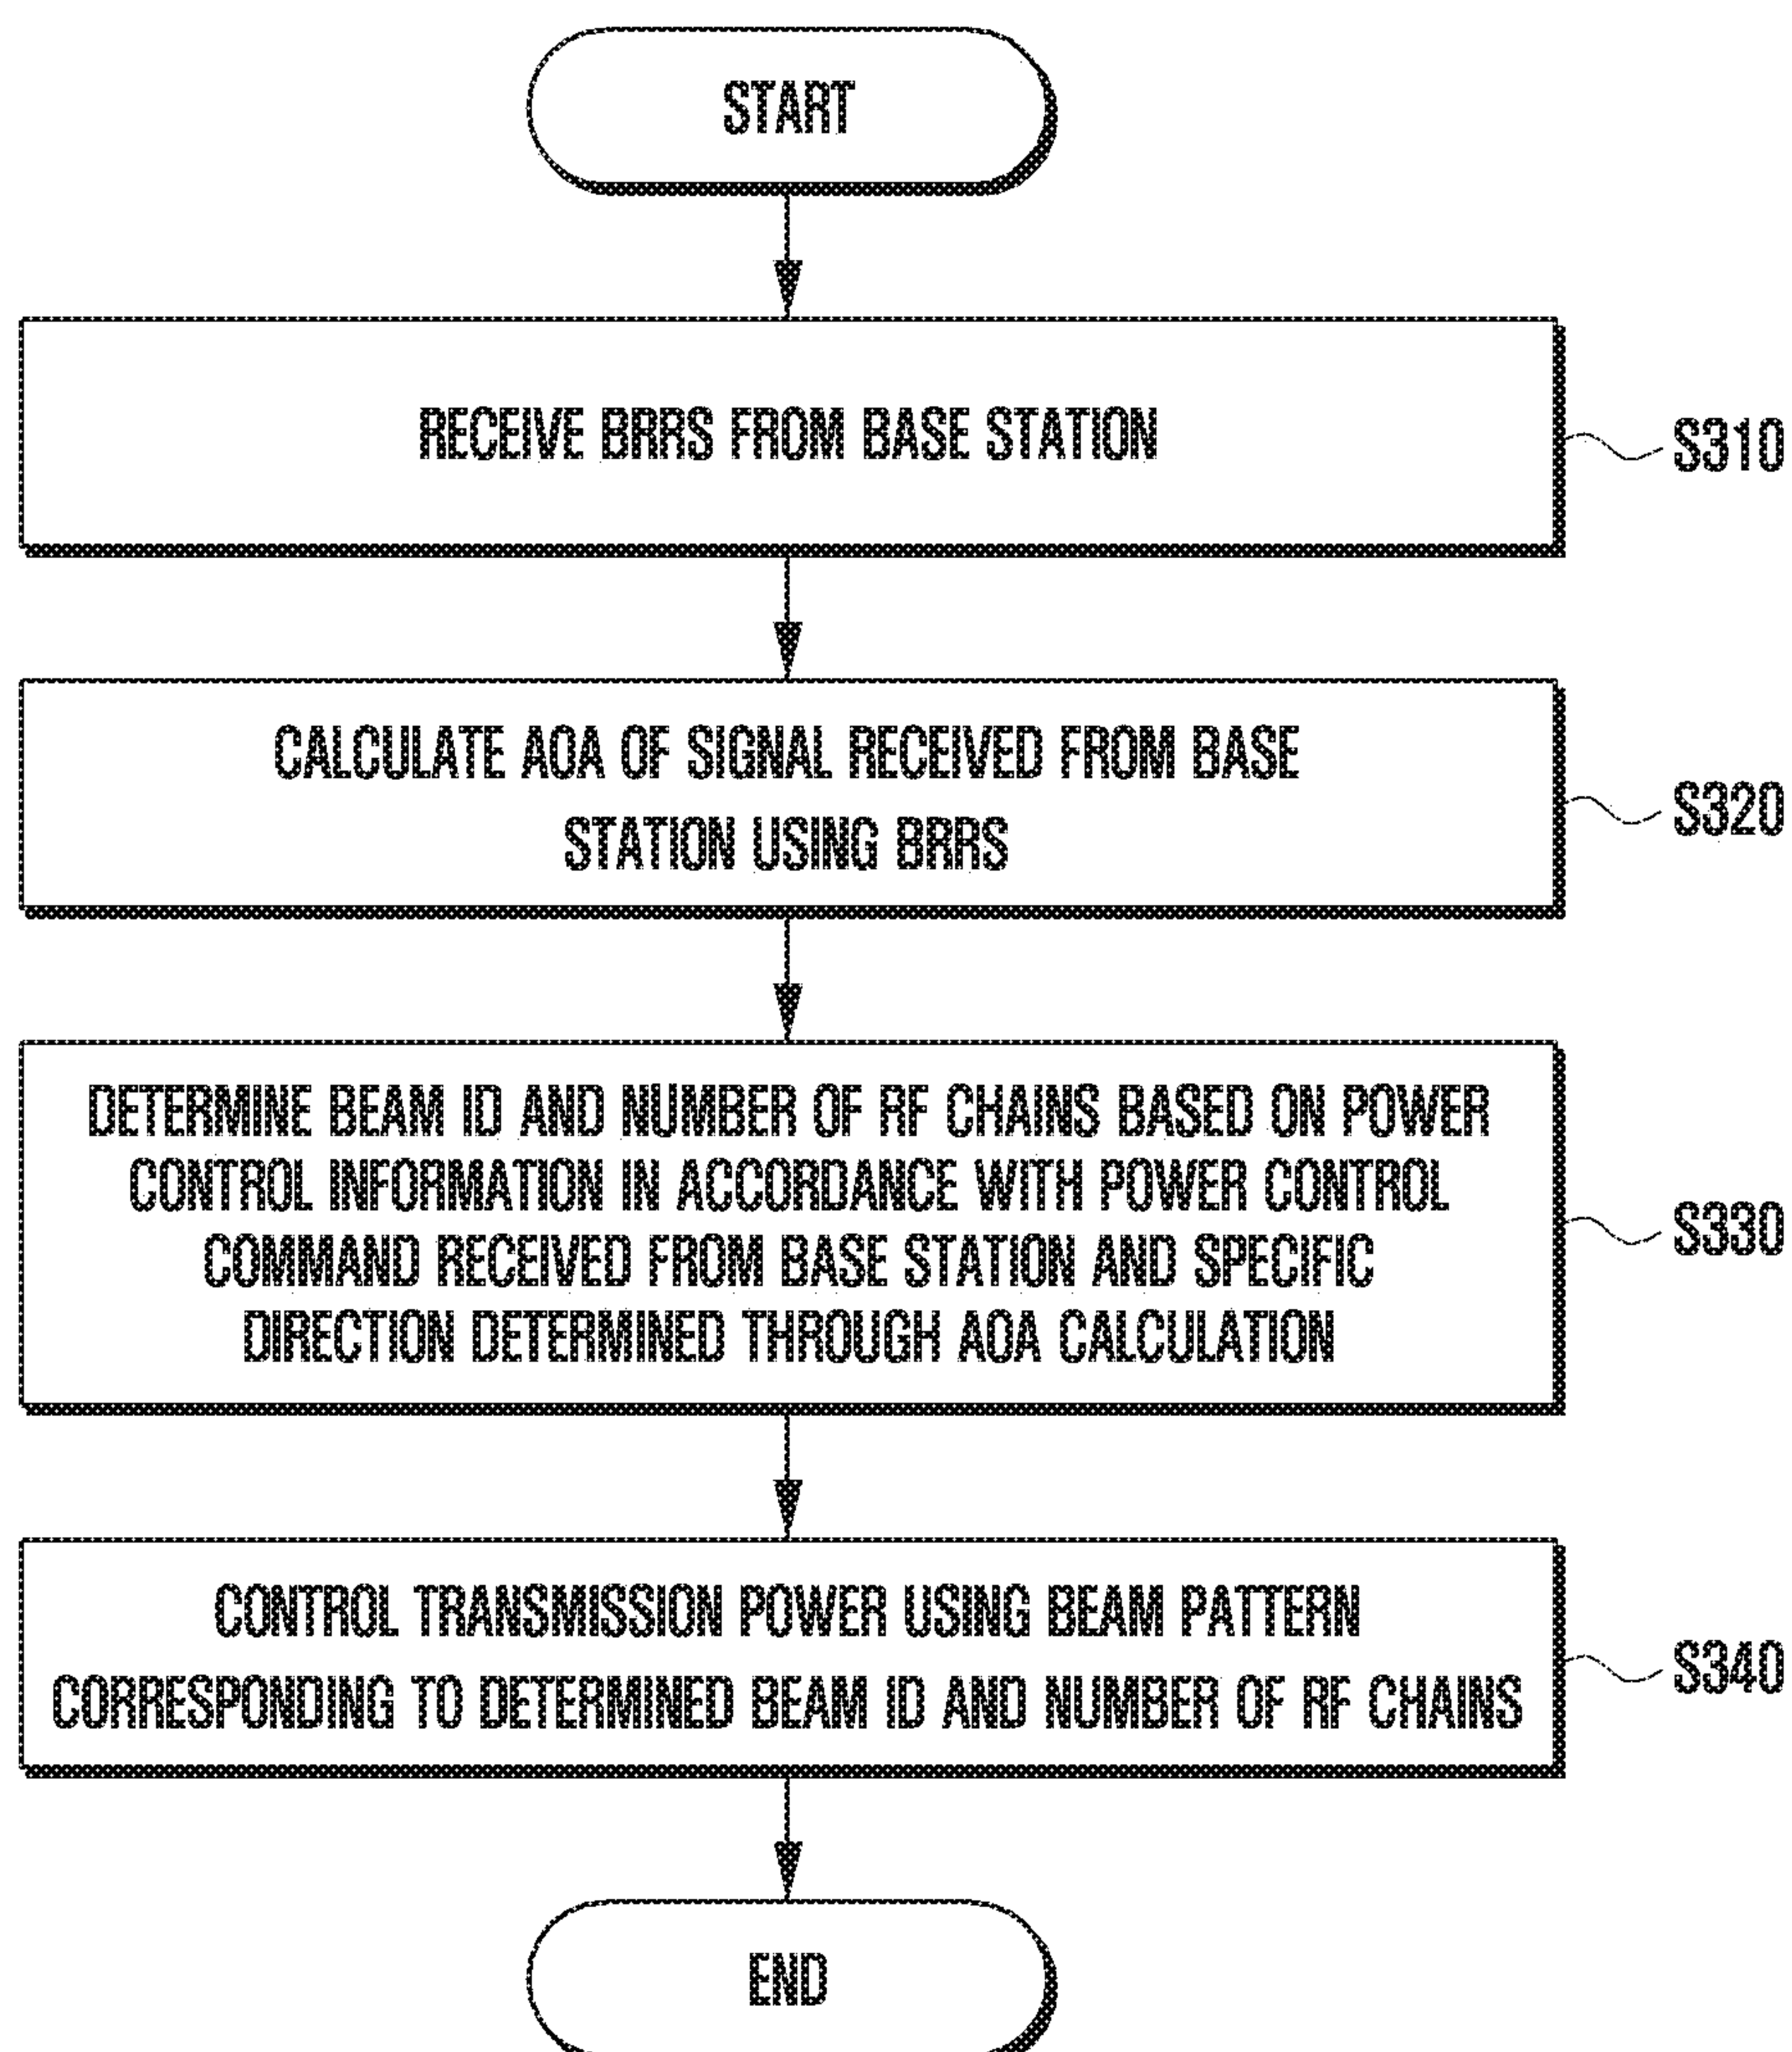 START
RECEIVE BRRS FROM BASE STATION
S310
CALCULATE AOA OF SIGNAL RECEIVED FROM BASE
STATION USING BRRS
S320
DETERMINE BEAM ID AND NUMBER OF RF CHAINS BASED ON POWER
CONTROL INFORMATION IN ACCORDANCE WITH POWER CONTROL
COMMAND RECEIVED FROM BASE STATION AND SPECIFIC
DIRECTION DETERMINED THROUGH AOA CALCULATION
S330
CONTROL TRANSMISSION POWER USING BEAM PATTERN
CORRESPONDING TO DETERMINED BEAM ID AND NUMBER OF RF CHAINS
S340
END